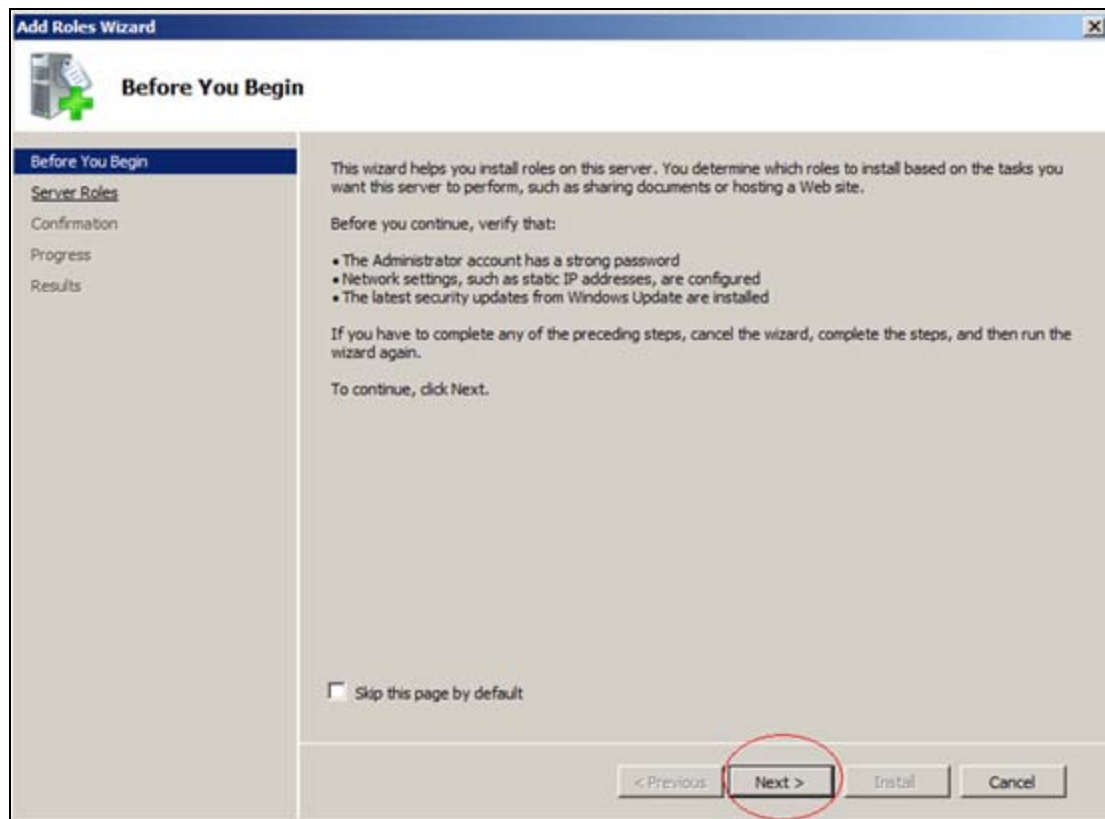 Add Roles Wizard
Before You Begin
Before You Begin
Server Roles
Confirmation
Progress
Results
This wizard helps you install roles on this server. You determine which roles to install based on the tasks you
want this server to perform, such as sharing documents or hosting a Web site.
Before you continue, verify that:
• The Administrator account has a strong password
• Network settings, such as static IP addresses, are configured
• The latest security updates from Windows Update are installed
If you have to complete any of the preceding steps, cancel the wizard, complete the steps, and then run the
wizard again.
To continue, click Next.
Skip this page by default
< Previous Next > Install Cancel